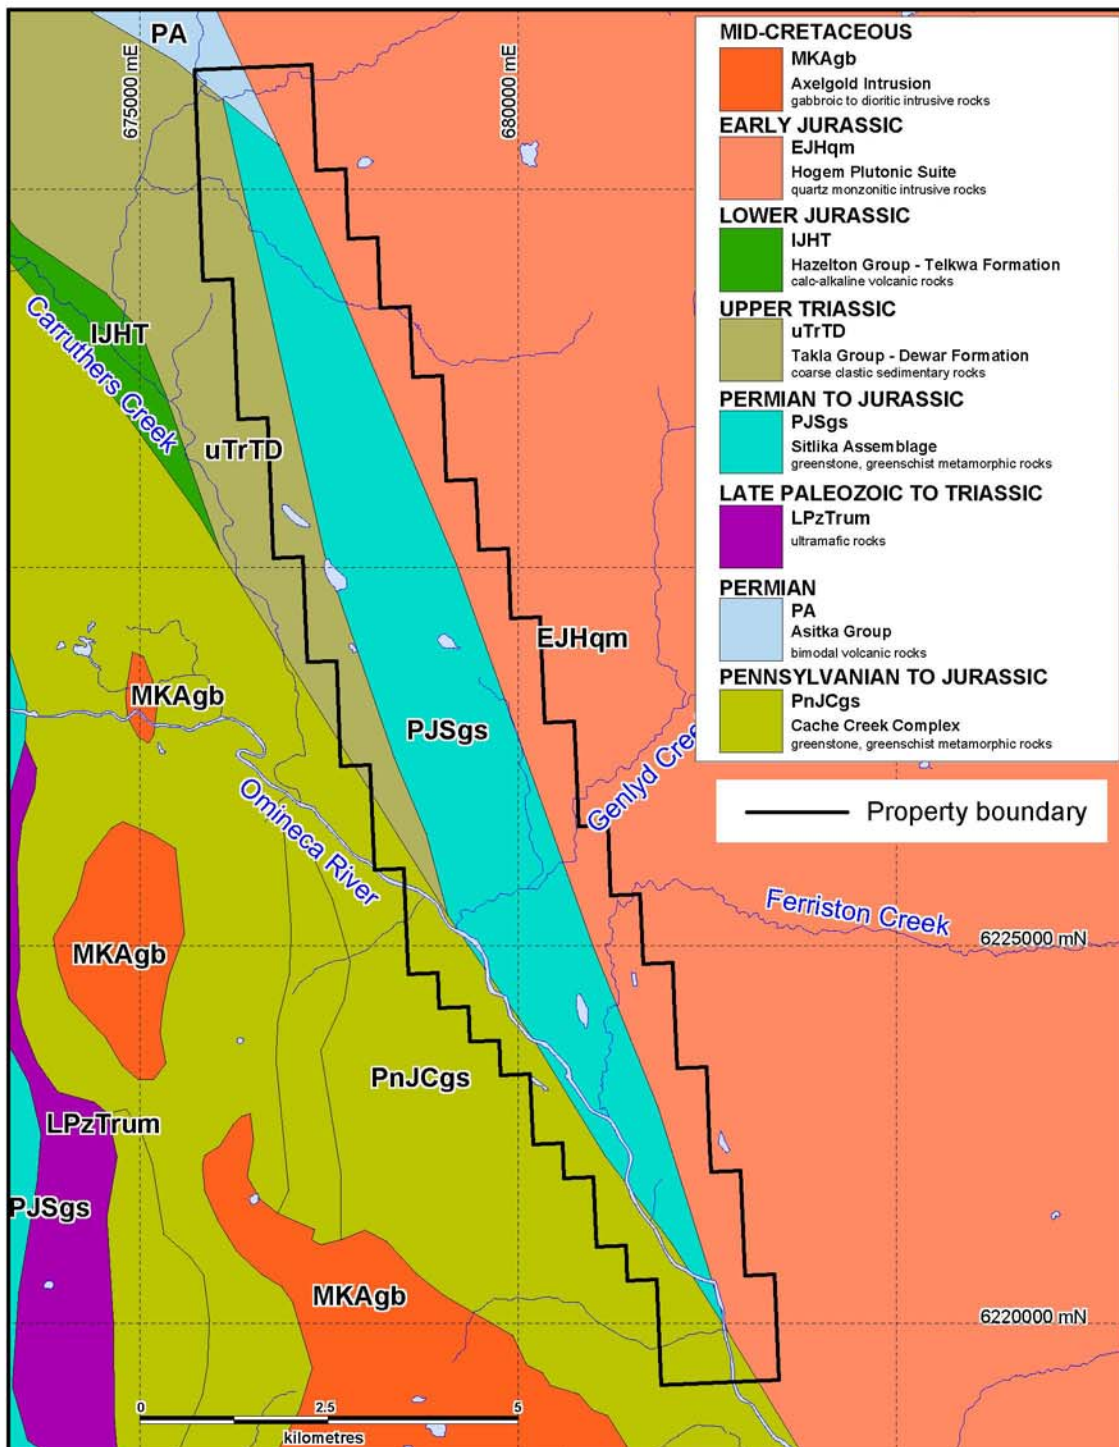 PA
675000 mE
680000 mE
MID-CRETACEOUS
MKAgb
Axelgold Intrusion
gabbroic to dioritic intrusive rocks
EARLY JURASSIC
EJHqm
Hogem Plutonic Suite
quartz monzonitic intrusive rocks
LOWER JURASSIC
lJHT
Hazelton Group - Telkwa Formation
calc-alkaline volcanic rocks
UPPER TRIASSIC
uTrTD
Takla Group - Dewar Formation
coarse clastic sedimentary rocks
PERMIAN TO JURASSIC
PJSgs
Sitlika Assemblage
greenstone, greenschist metamorphic rocks
LATE PALEOZOIC TO TRIASSIC
LPzTrum
ultramafic rocks
PERMIAN
PA
Asitka Group
bimodal volcanic rocks
PENNSYLVANIAN TO JURASSIC
PnJCgs
Cache Creek Complex
greenstone, greenschist metamorphic rocks
Property boundary
lJHT
Carruthers Creek
uTrTD
EJHqm
MKAgb
PJSgs
Genlyd Cree
Omineca River
Ferriston Creek
MKAgb
6225000 mN
PnJCgs
LPzTrum
PJSgs
MKAgb
6220000 mN
0 2.5 5
kilometres